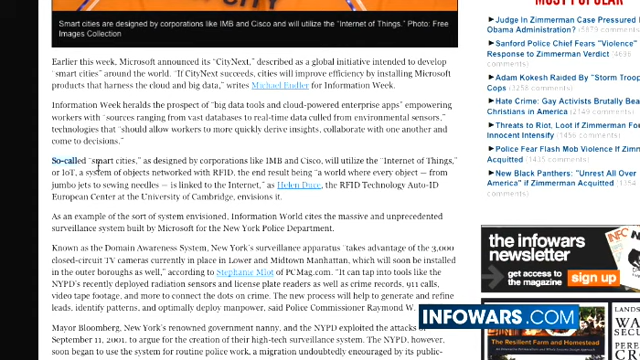 CITY
Smart cities are designed by corporations like IMB and Cisco and will utilize the "Internet of Things." Photo: Free
Images Collection
Earlier this week, Microsoft announced its "CityNext," described as a global initiative intended to develop
"smart cities" around the world. "If CityNext succeeds, cities will improve efficiency by installing Microsoft
products that harness the cloud and big data," writes Michael Endler for Information Week.
Information Week heralds the prospect of "big data tools and cloud-powered enterprise apps" empowering
workers with "sources ranging from vast databases to real-time data culled from environmental sensors,"
technologies that "should allow workers to more quickly derive insights, collaborate with one another and
come to decisions."
So-called "smart cities," as designed by corporations like IMB and Cisco, will utilize the "Internet of Things,"
or IoT, a system of objects networked with RFID, the end result being "a world where every object — from
jumbo jets to sewing needles — is linked to the Internet," as Helen Duce, the RFID Technology Auto-ID
European Center at the University of Cambridge, envisions it.
As an example of the sort of system envisioned, Information World cites the massive and unprecedented
surveillance system built by Microsoft for the New York Police Department.
Known as the Domain Awareness System, New York's surveillance apparatus "takes advantage of the 3,000
closed-circuit TV cameras currently in place in Lower and Midtown Manhattan, which will soon be installed
in the outer boroughs as well," according to Stephanie Mlot of PCMag.com. "It can tap into tools like the
NYPD's recently deployed radiation sensors and license plate readers as well as crime records, 911 calls,
video tape footage, and more to connect the dots on crime. The new process will help to generate and refine
leads, identify patterns, and optimally deploy manpower, said Police Commissioner Raymond W.
Mayor Bloomberg, New York's renowned government nanny, and the NYPD exploited the attacks of
September 11, 2001, to argue for the creation of their high-tech surveillance system. The NYPD, however,
soon began to use the system for routine police work, a migration undoubtedly encouraged by its public-
MOST POPULAR
Judge in Zimmerman Case Pressured
Obama Administration? (5679 comments)
Sanford Police Chief Fears "Violence"
Response to Zimmerman Verdict (4696
comments)
Adam Kokesh Raided By "Storm Troop
Cops (3258 comments)
Hate Crime: Gay Activists Brutally Bea
Christians in America (2149 comments)
Threats to Riot, Loot if Zimmerman Fo
Innocent Intensify (1456 comments)
Police Fear Flash Mob Violence If Zimm
Acquitted (1435 comments)
New Black Panthers: "Unrest All Over
America" if Zimmerman Acquitted (1354
comments)
the infowars
newsletter
get access to
the magazine
sign up
INFOWARS.COM
The Resilient Farm and Homestead
LANDS
FOWARS